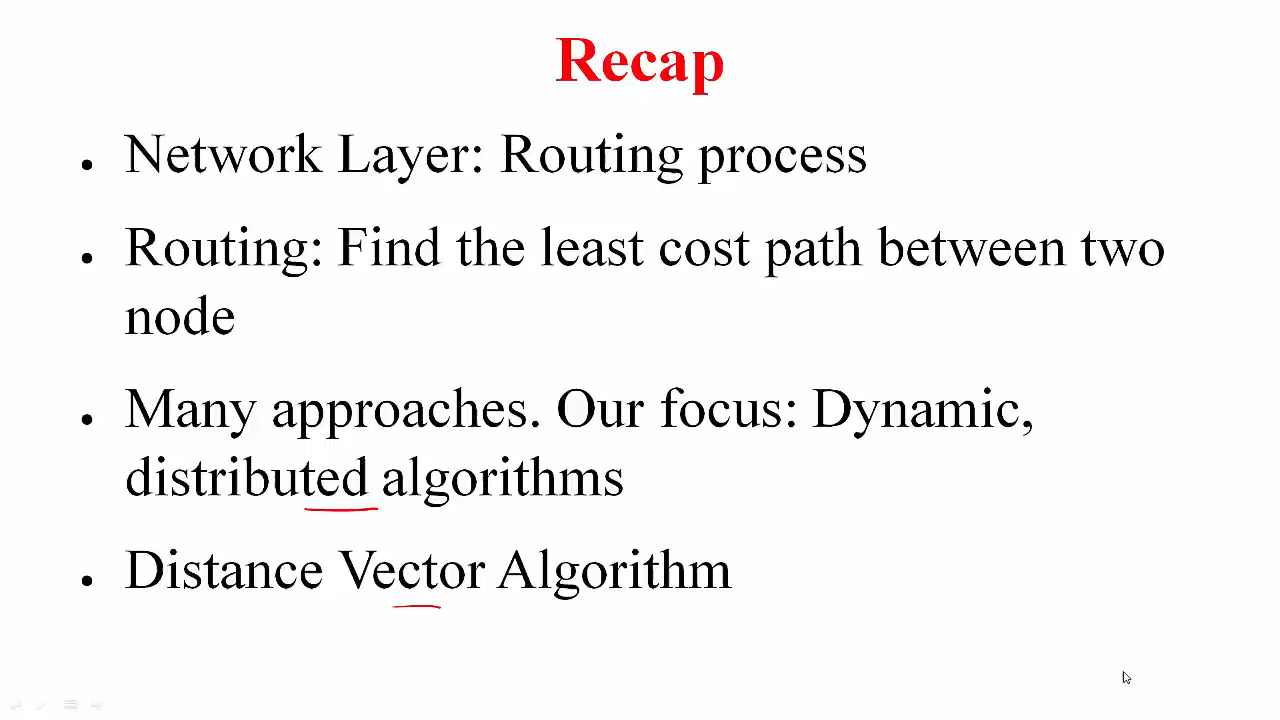 Recap
• Network Layer: Routing process
• Routing: Find the least cost path between two
node
• Many approaches. Our focus: Dynamic,
distributed algorithms
• Distance Vector Algorithm